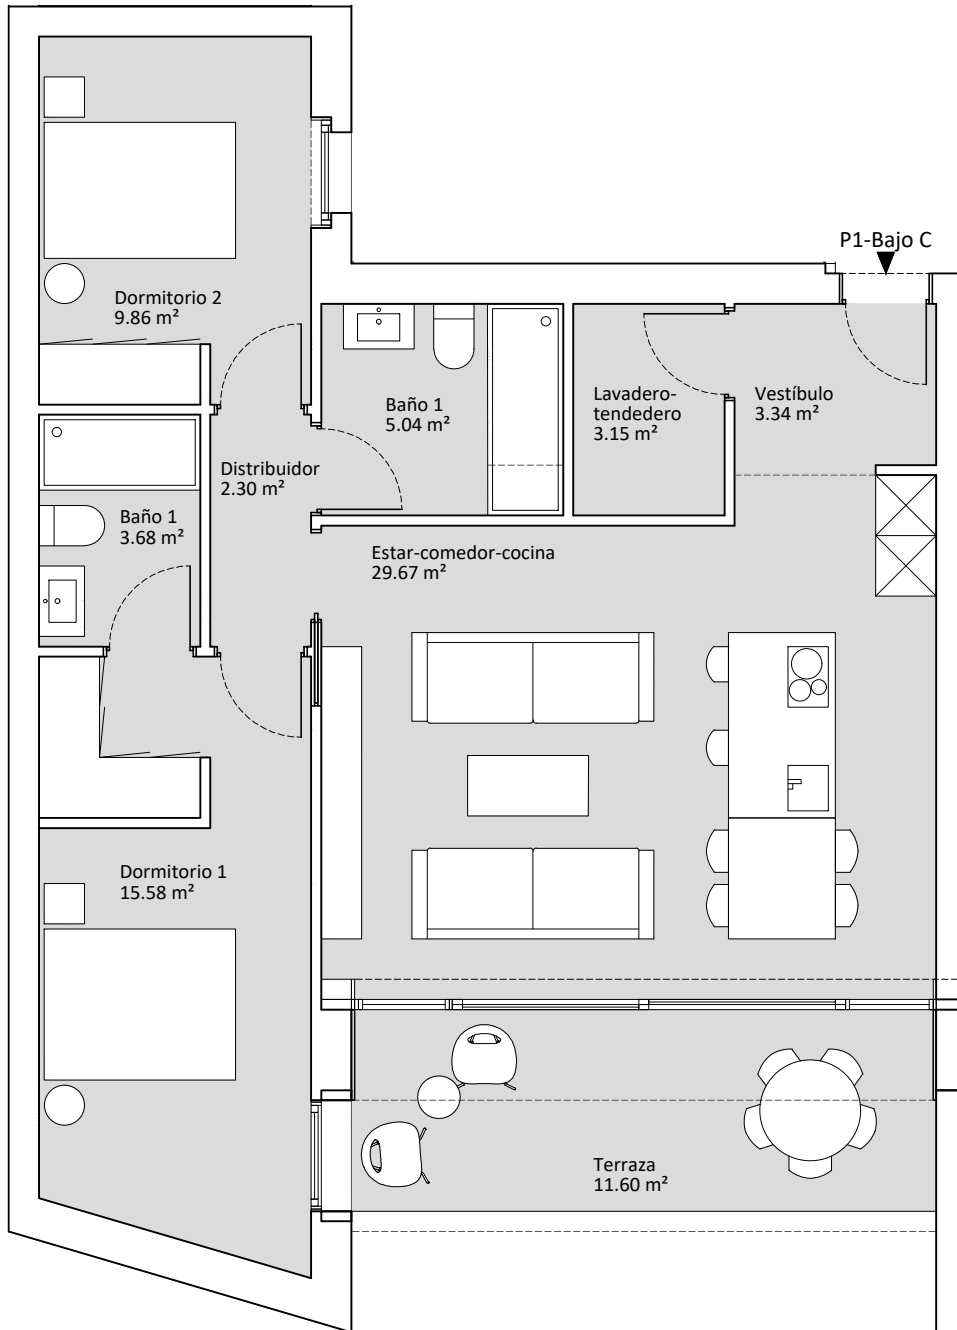 P1-Bajo C
Dormitorio 2
9.86 m²
Baño 1
5.04 m²
Lavadero-
tendedero
3.15 m²
Vestíbulo
3.34 m²
Distribuidor
2.30 m²
Baño 1
3.68 m²
Estar-comedor-cocina
29.67 m²
Dormitorio 1
15.58 m²
Terraza
11.60 m²